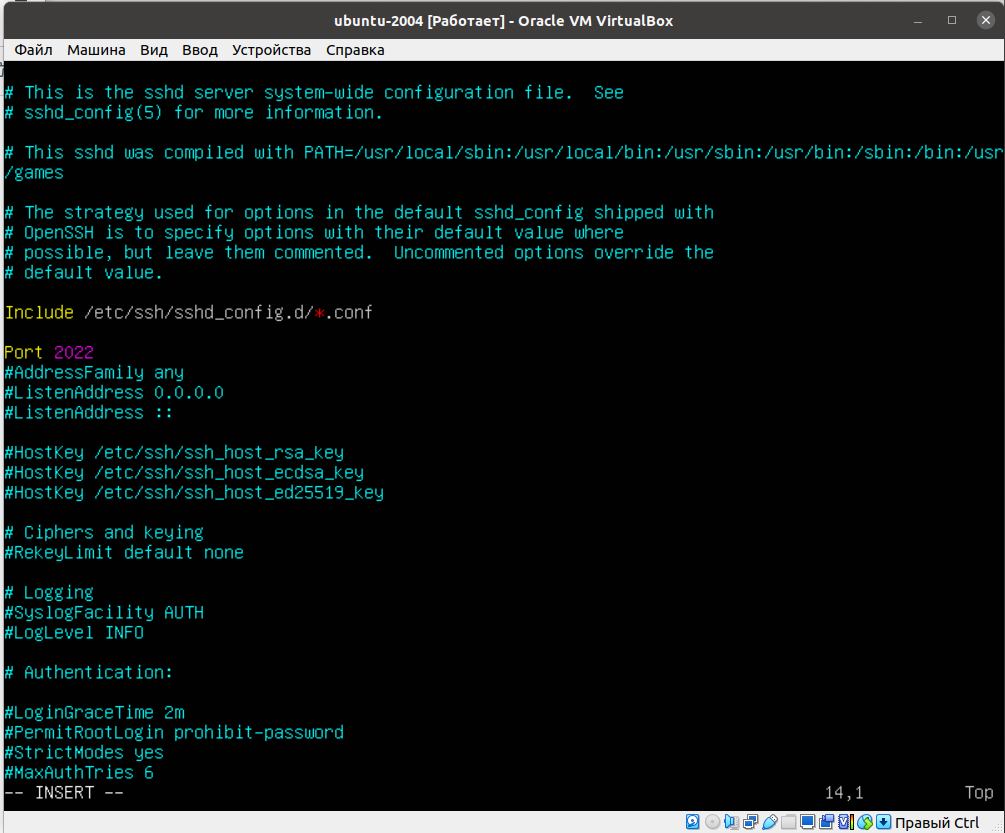 ubuntu-2004 [Работает] - Oracle VM VirtualBox
Файл Машина Вид Ввод Устройства Справка
# This is the sshd server system-wide configuration file.  See
# sshd_config(5) for more information.
# This sshd was compiled with PATH=/usr/local/sbin:/usr/local/bin:/usr/sbin:/usr/bin:/sbin:/bin:/usr
/games
# The strategy used for options in the default sshd_config shipped with
# OpenSSH is to specify options with their default value where
# possible, but leave them commented.  Uncommented options override the
# default value.
Include /etc/ssh/sshd_config.d/*.conf
Port 2022
#AddressFamily any
#ListenAddress 0.0.0.0
#ListenAddress ::
#HostKey /etc/ssh/ssh_host_rsa_key
#HostKey /etc/ssh/ssh_host_ecdsa_key
#HostKey /etc/ssh/ssh_host_ed25519_key
# Ciphers and keying
#RekeyLimit default none
# Logging
#SyslogFacility AUTH
#LogLevel INFO
# Authentication:
#LoginGraceTime 2m
#PermitRootLogin prohibit-password
#StrictModes yes
#MaxAuthTries 6
-- INSERT -- 14,1 Top
Правый Ctrl